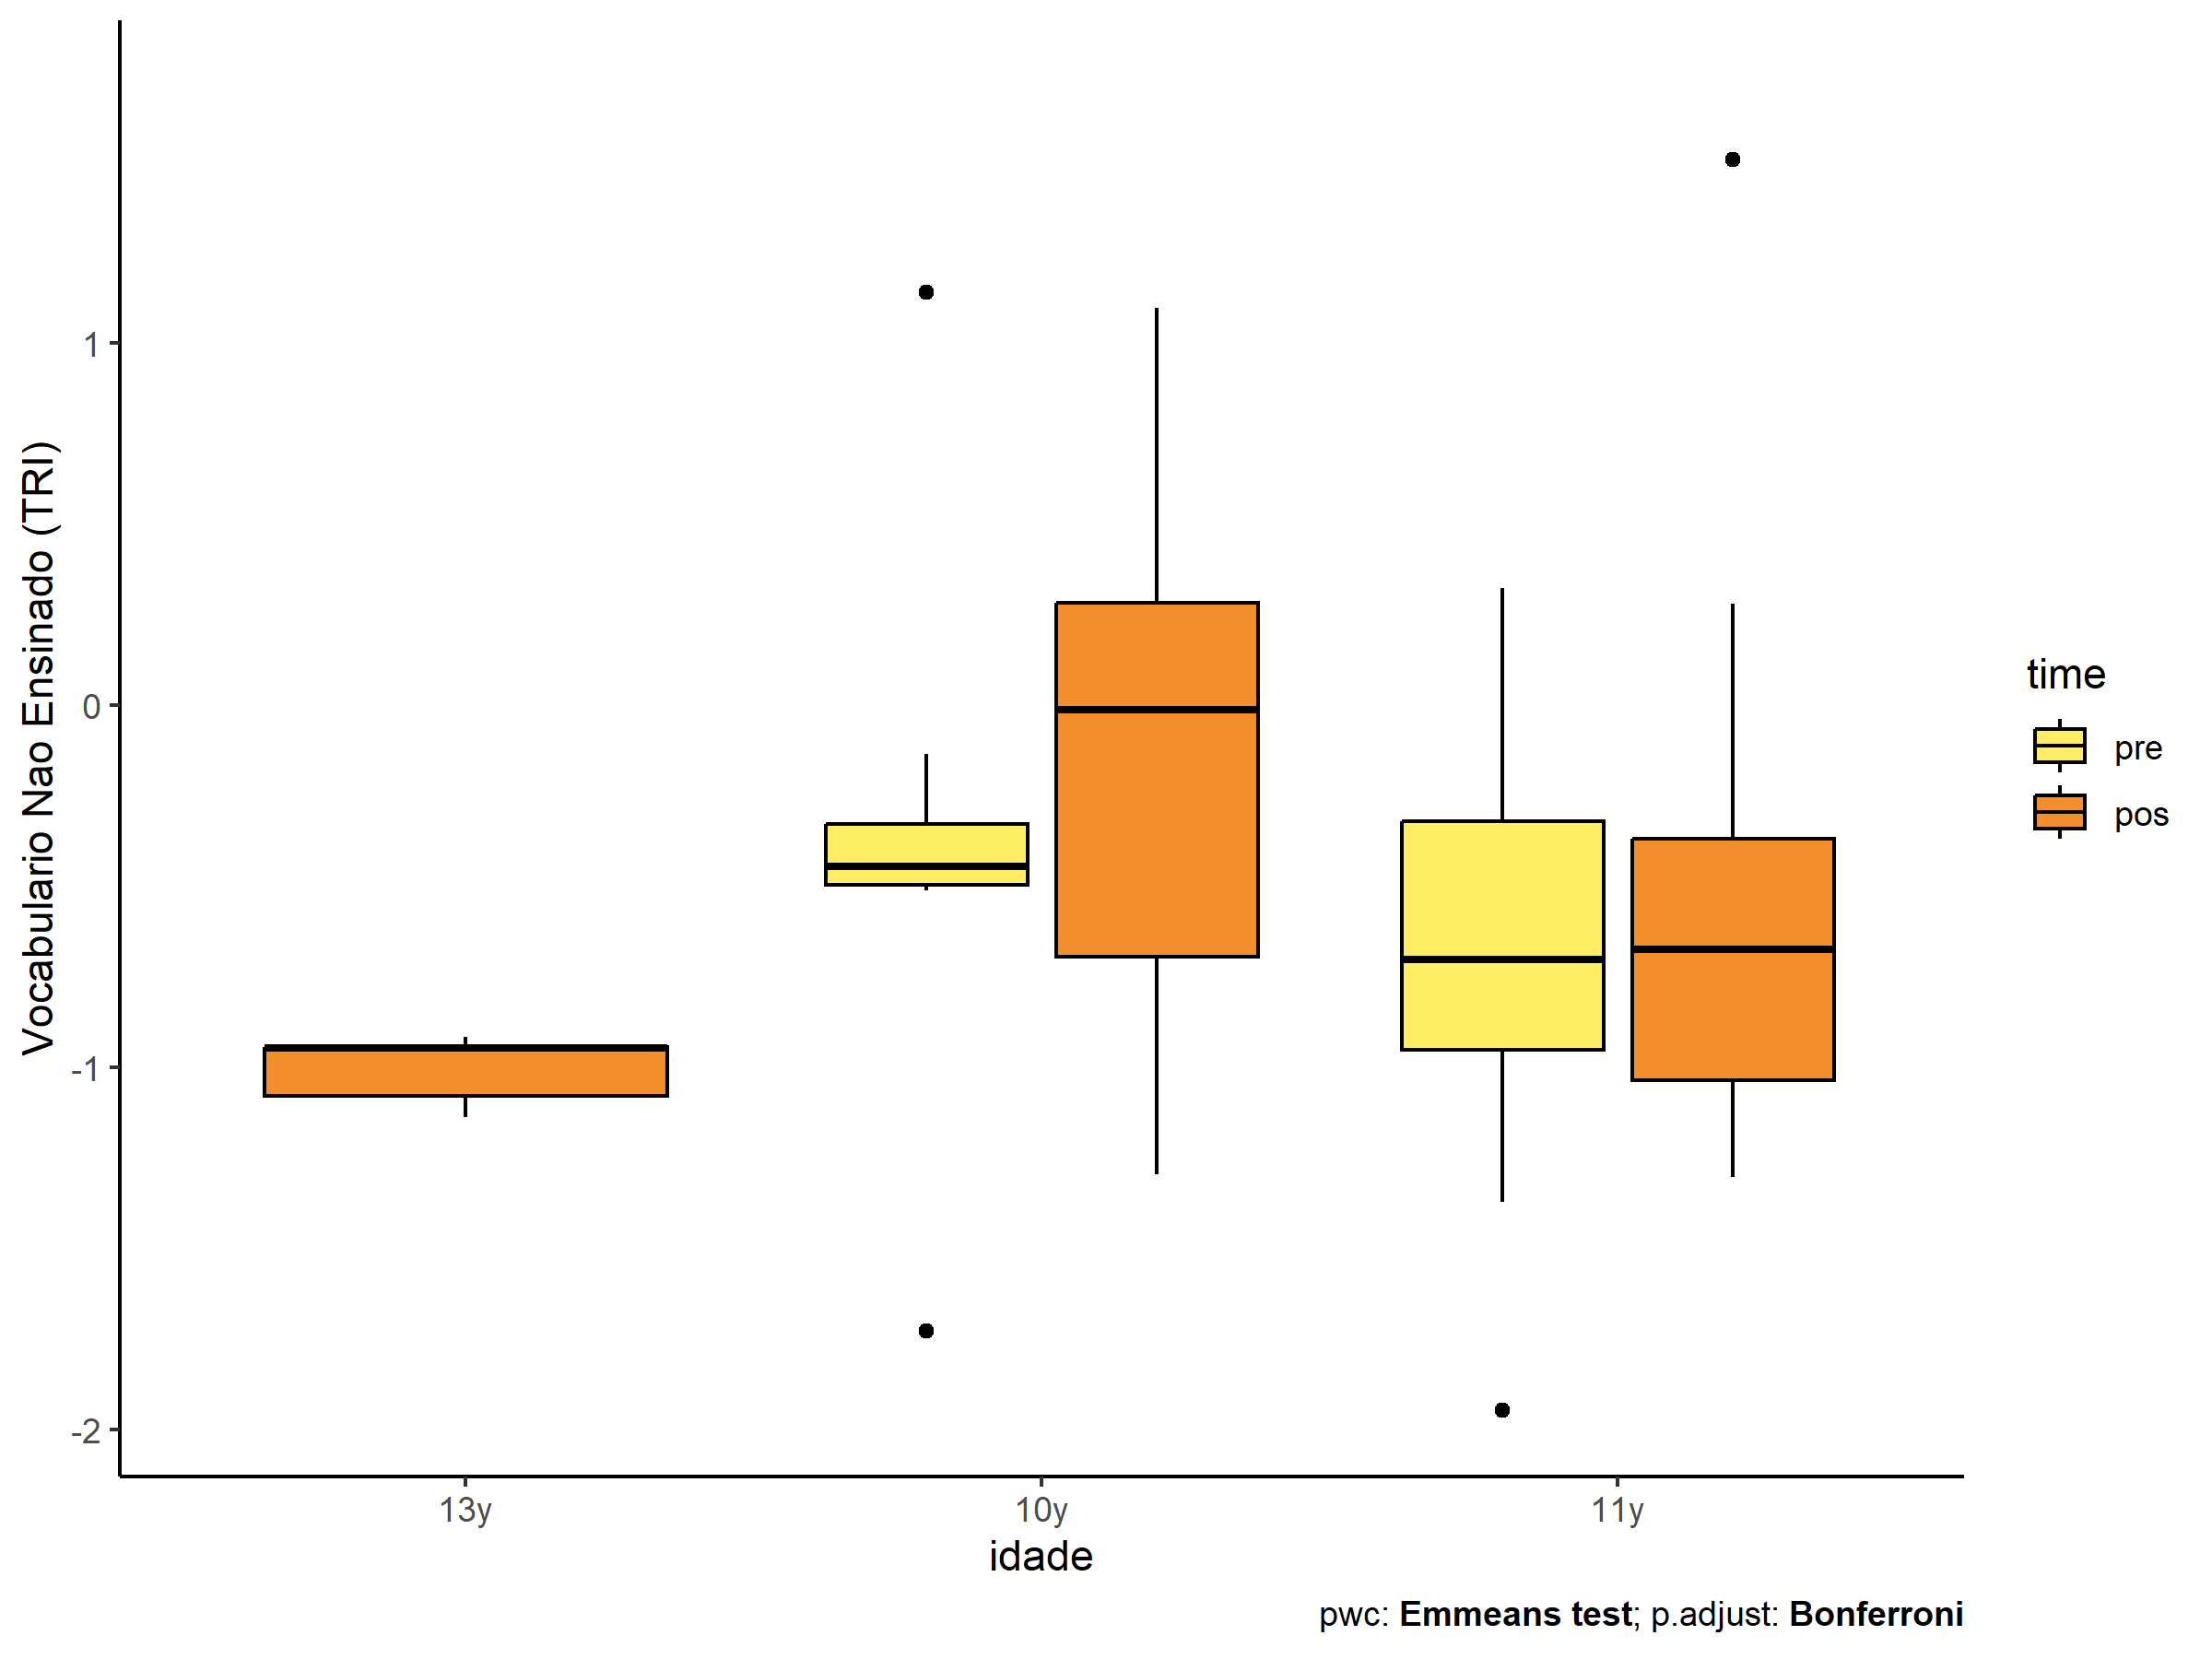 Vocabulario Nao Ensinado (TRI)
1
0
-1
-2
13y
10y
11y
idade
time
pre
pos
pwc: Emmeans test; p.adjust: Bonferroni